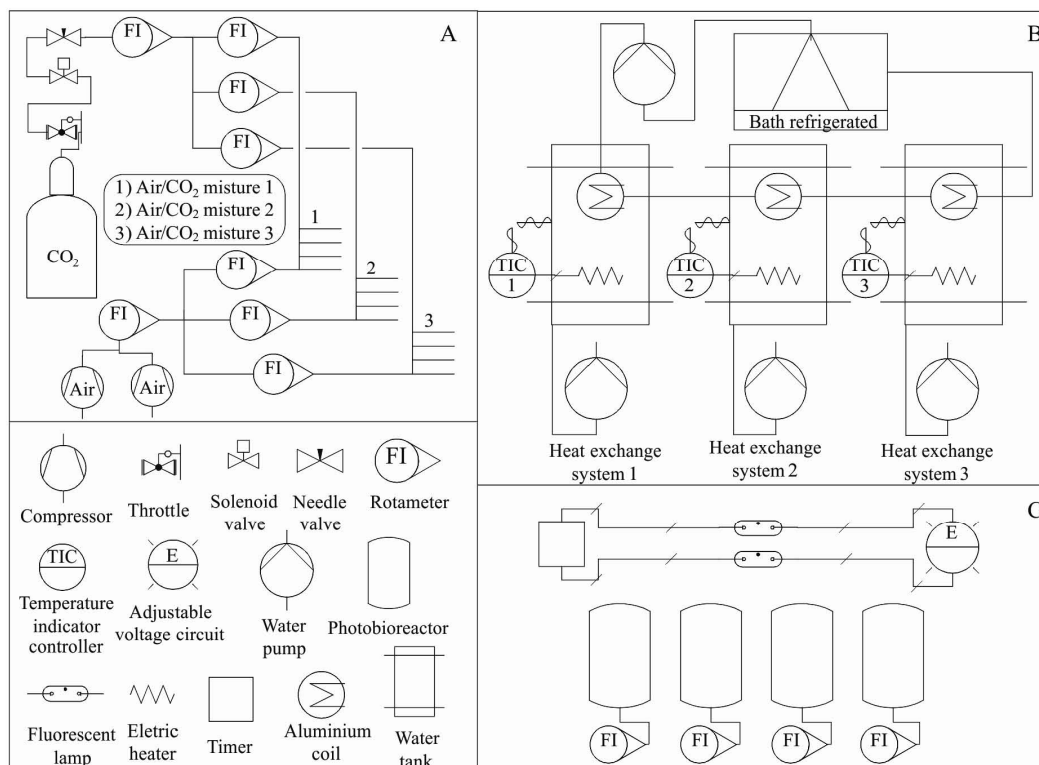 A
FI
FI
FI
FI
1) Air/CO₂ misture 1
2) Air/CO₂ misture 2
3) Air/CO₂ misture 3
CO₂
1
2
3
FI
FI
FI
FI
Air
Air
B
Bath refrigerated
TIC
1
TIC
2
TIC
3
Heat exchange
system 1
Heat exchange
system 2
Heat exchange
system 3
Compressor
Throttle
Solenoid
valve
Needle
valve
FI
Rotameter
TIC
Temperature
indicator
controller
E
Adjustable
voltage circuit
Water
pump
Photobioreactor
Fluorescent
lamp
Eletric
heater
Timer
Aluminium
coil
Water
tank
C
E
FI
FI
FI
FI